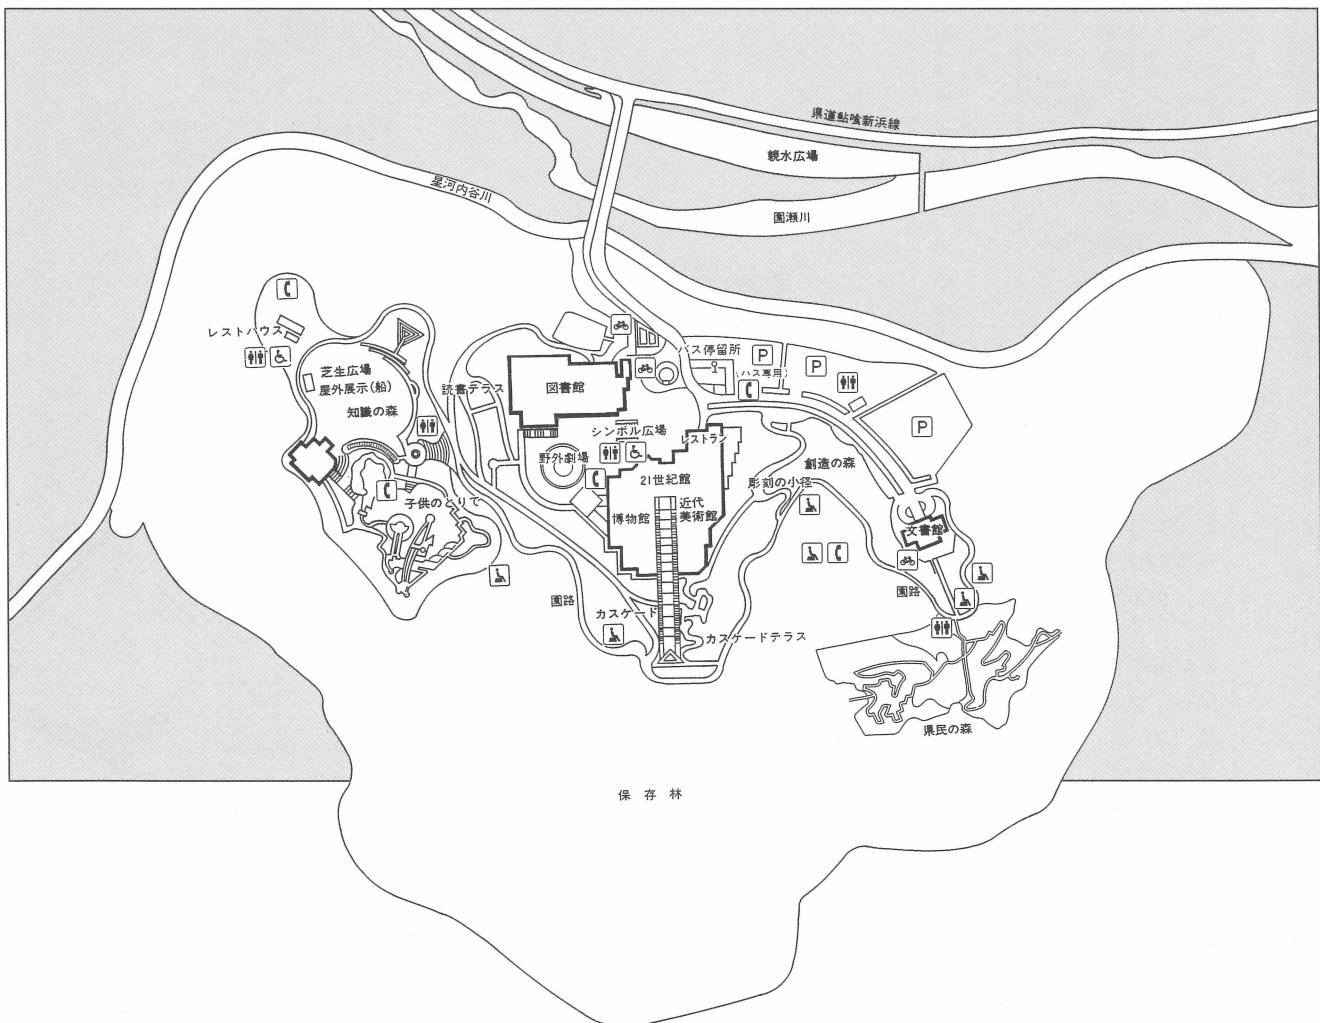 県道鮎喰新浜線
親水広場
園瀬川
星河内谷川
レストハウス
芝生広場
屋外展示(船)
知識の森
子供のとりで
読書テラス
図書館
バス停留所
(バス専用)
P
P
P
シンボル広場
レストラン
野外劇場
21世紀館
博物館
近代
美術館
創造の森
彫刻の小径
文書館
園路
園路
カスケード
カスケードテラス
県民の森
保存林